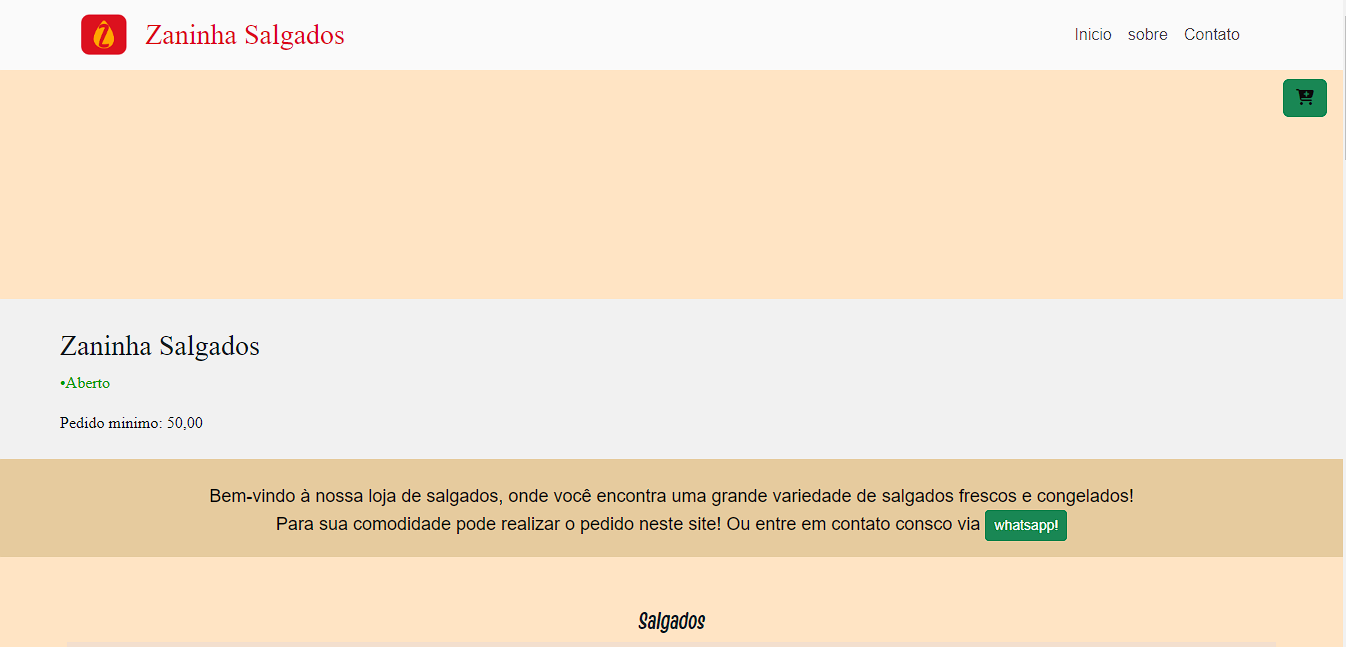 Zaninha Salgados
Inicio sobre Contato
Zaninha Salgados
•Aberto
Pedido minimo: 50,00
Bem-vindo à nossa loja de salgados, onde você encontra uma grande variedade de salgados frescos e congelados!
Para sua comodidade pode realizar o pedido neste site! Ou entre em contato consco via whatsapp!
Salgados